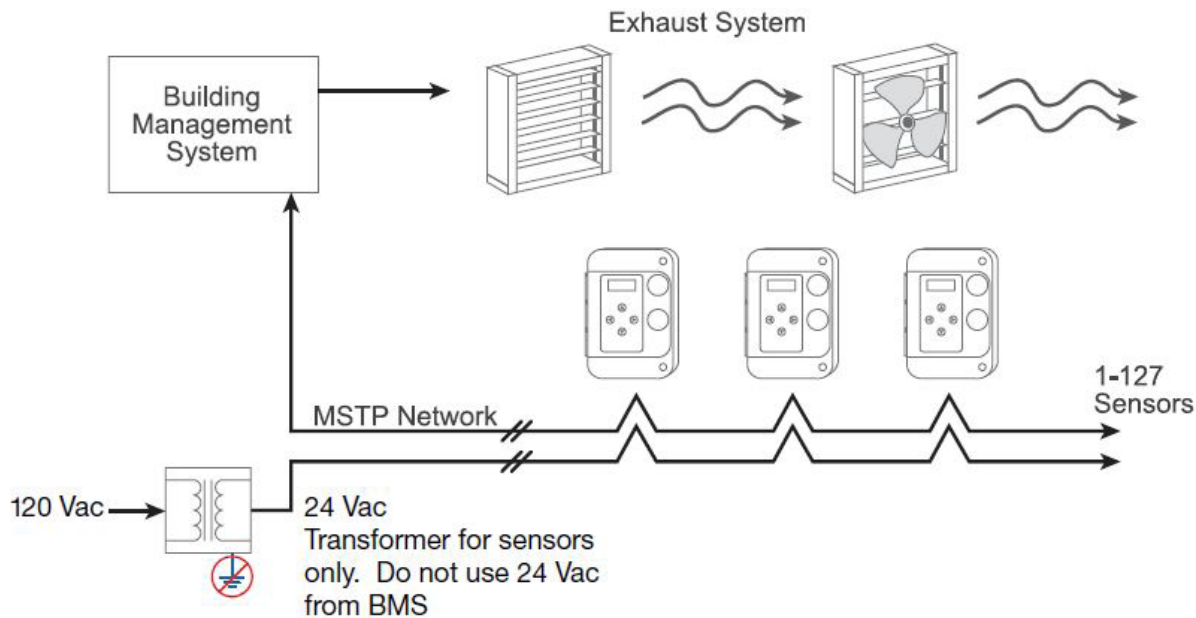 Exhaust System
Building
Management
System
1-127
Sensors
MSTP Network
120 Vac
24 Vac
Transformer for sensors
only. Do not use 24 Vac
from BMS